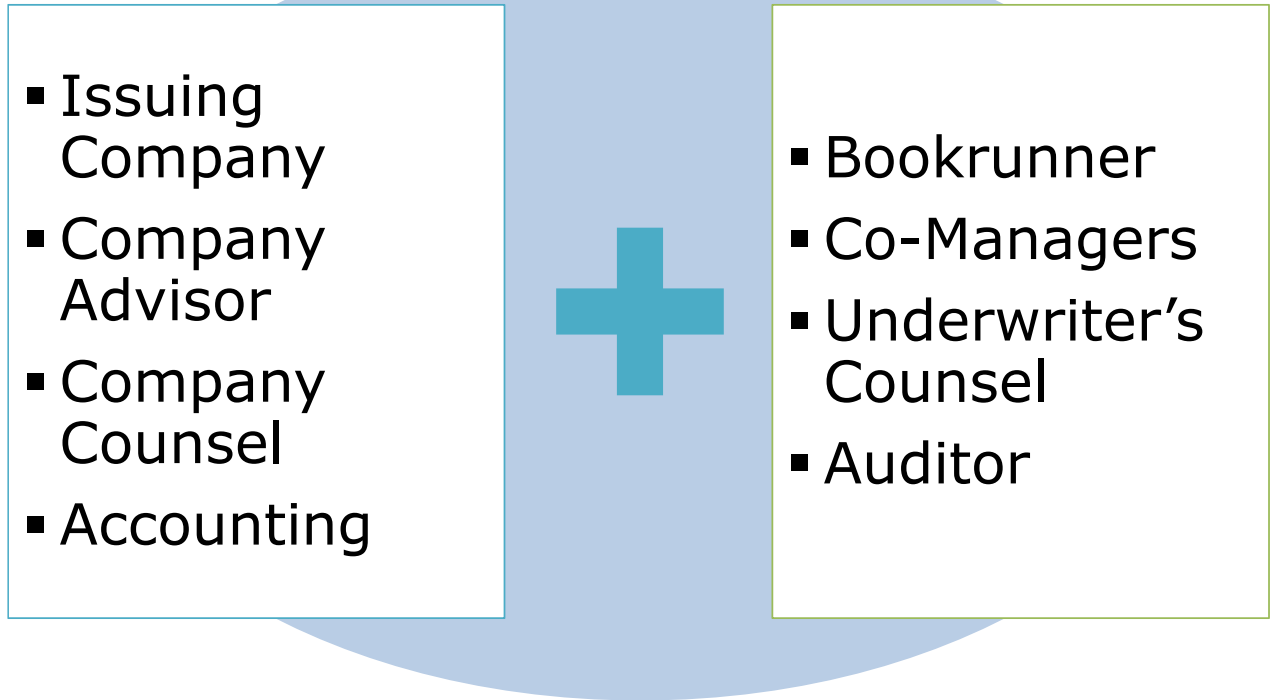 ▪ Issuing
Company
▪ Company
Advisor
▪ Company
Counsel
▪ Accounting
▪ Bookrunner
▪ Co-Managers
▪ Underwriter’s
Counsel
▪ Auditor